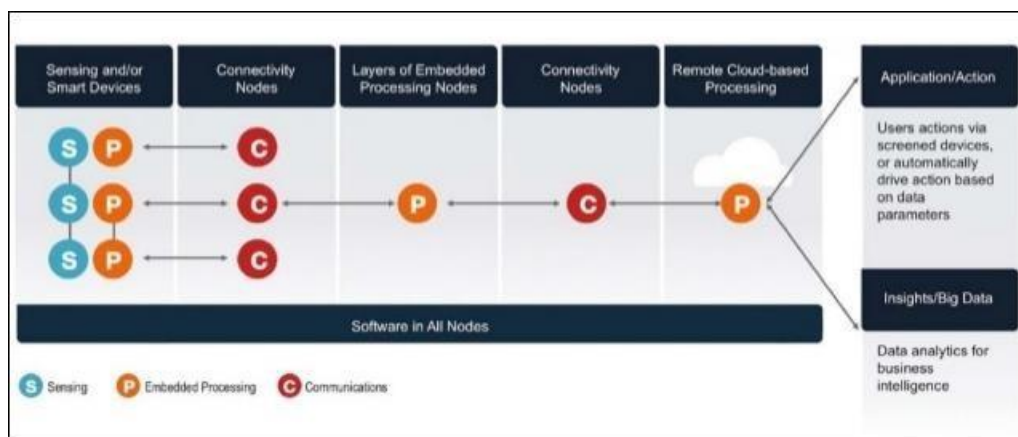 Sensing and/or
Smart Devices
Connectivity
Nodes
Layers of Embedded
Processing Nodes
Connectivity
Nodes
Remote Cloud-based
Processing
Application/Action
S P C
S P C P C P
S P C
Users actions via
screened devices,
or automatically
drive action based
on data
parameters
Software in All Nodes
Insights/Big Data
Data analytics for
business
intelligence
S Sensing
P Embedded Processing
C Communications